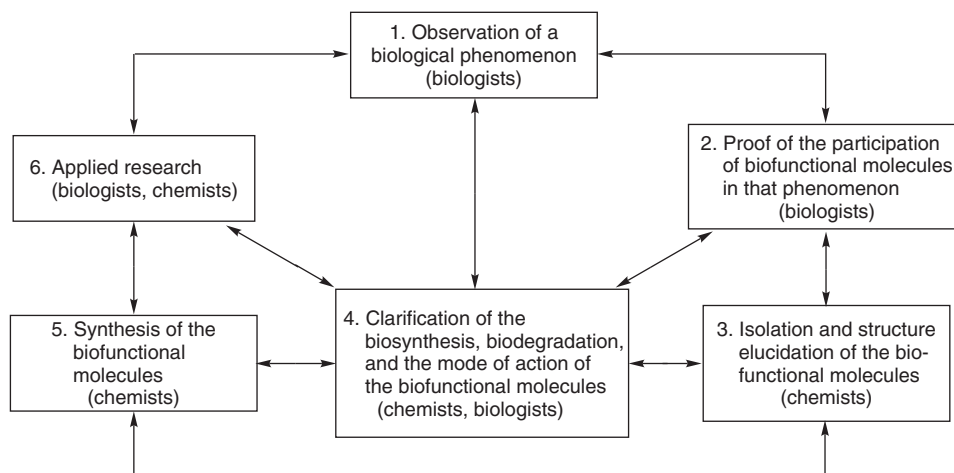 1. Observation of a
biological phenomenon
(biologists)
2. Proof of the participation
of biofunctional molecules
in that phenomenon
(biologists)
6. Applied research
(biologists, chemists)
4. Clarification of the
biosynthesis, biodegradation,
and the mode of action of
the biofunctional molecules
(chemists, biologists)
3. Isolation and structure
elucidation of the bio-
functional molecules
(chemists)
5. Synthesis of the
biofunctional
molecules
(chemists)